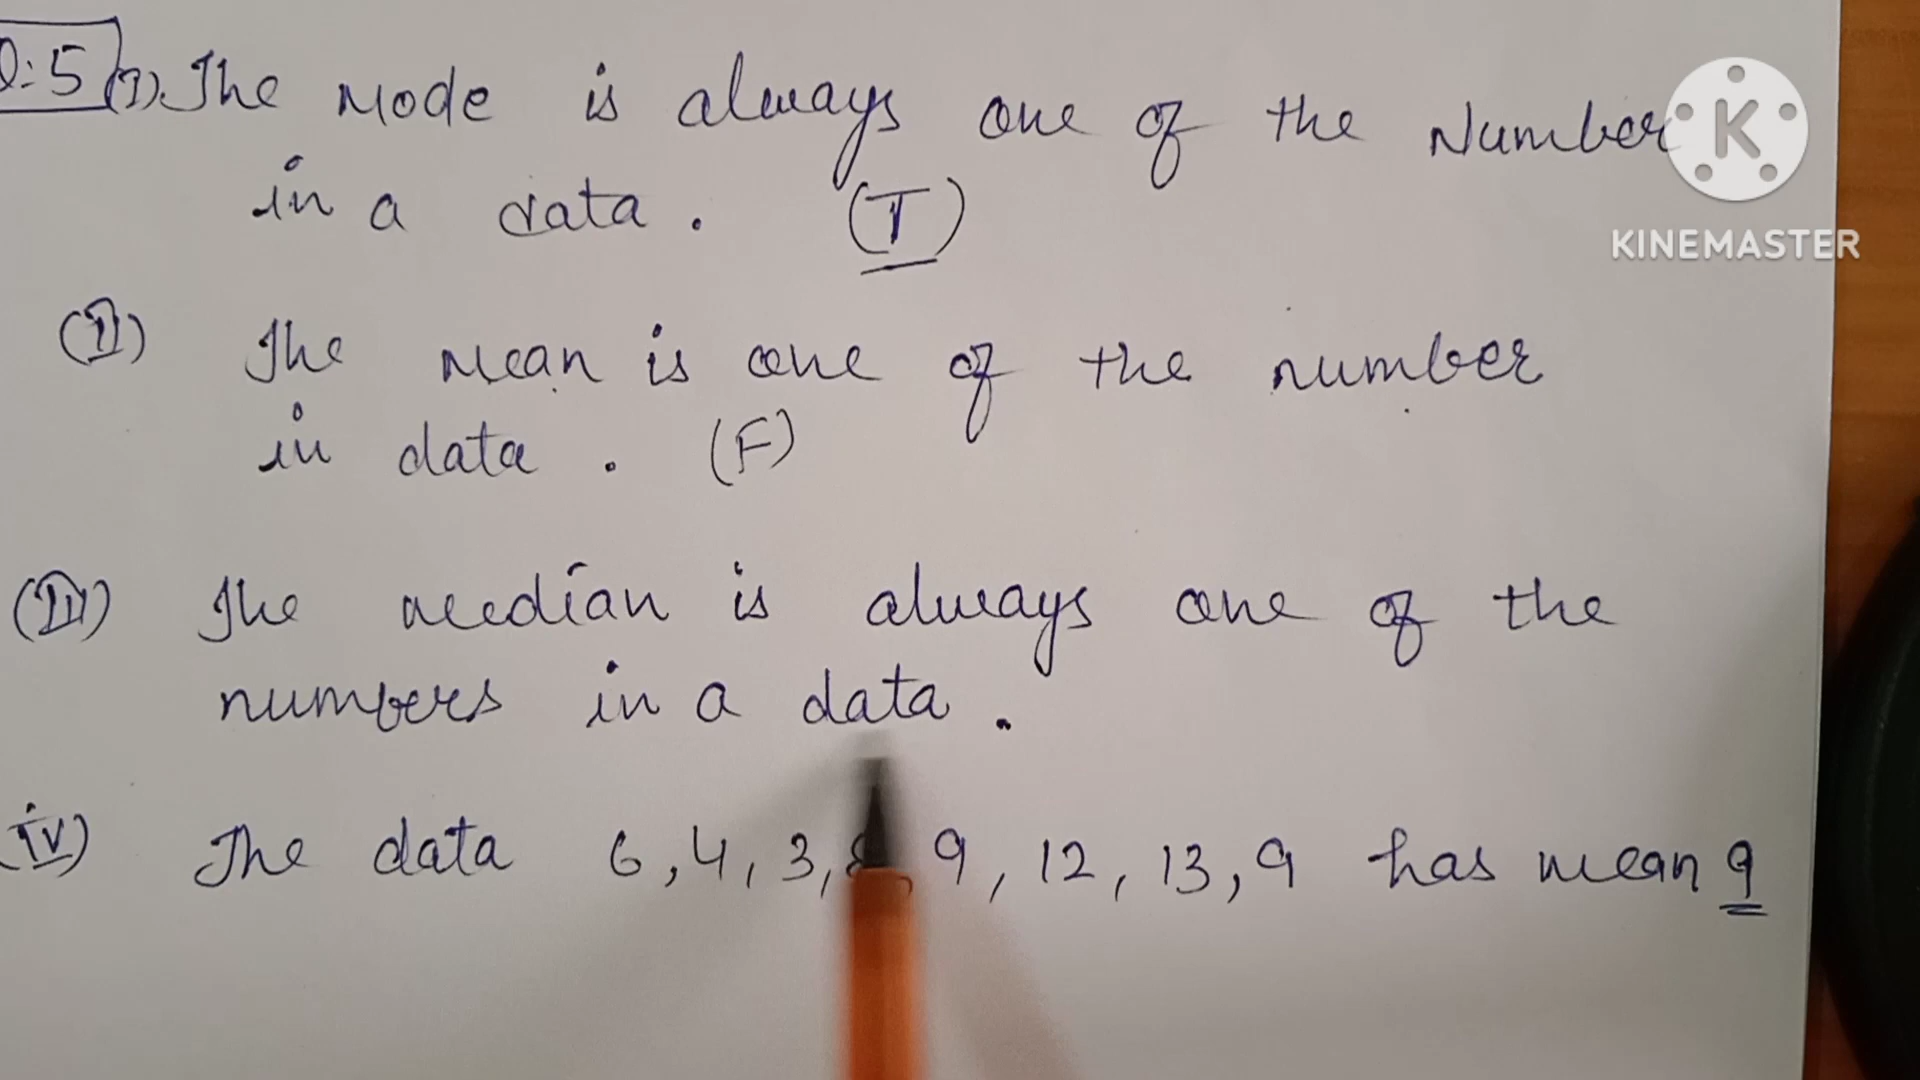 Q:5 (I). The Mode is always one of the Number
in a data. (T)
(II) The Mean is one of the number
in data. (F)
(III) The median is always one of the
numbers in a data.
(iv) The data 6, 4, 3, 9, 12, 13, 9 has mean 9
K
KINEMASTER